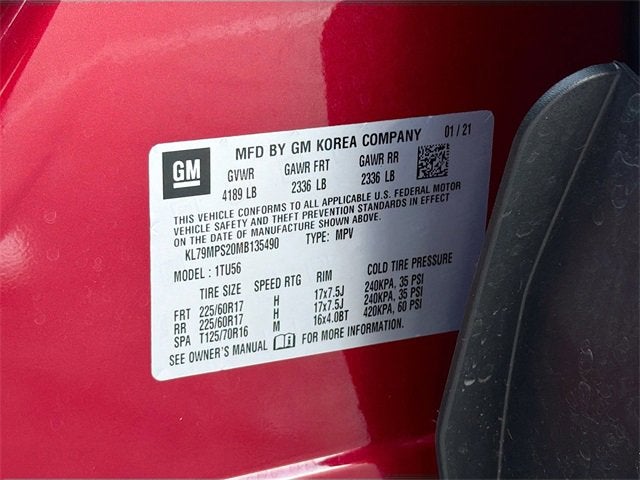 GM
MFD BY GM KOREA COMPANY 01 / 21
GVWR GAWR FRT GAWR RR
4189 LB 2336 LB 2336 LB
THIS VEHICLE CONFORMS TO ALL APPLICABLE U.S. FEDERAL MOTOR
VEHICLE SAFETY AND THEFT PREVENTION STANDARDS IN EFFECT
ON THE DATE OF MANUFACTURE SHOWN ABOVE.
KL79MPS20MB135490 TYPE: MPV
MODEL : 1TU56
TIRE SIZE SPEED RTG RIM COLD TIRE PRESSURE
FRT 225/60R17 H 17x7.5J 240KPA, 35 PSI
RR 225/60R17 H 17x7.5J 240KPA, 35 PSI
SPA T125/70R16 M 16x4.0BT 420KPA, 60 PSI
SEE OWNER'S MANUAL FOR MORE INFORMATION.